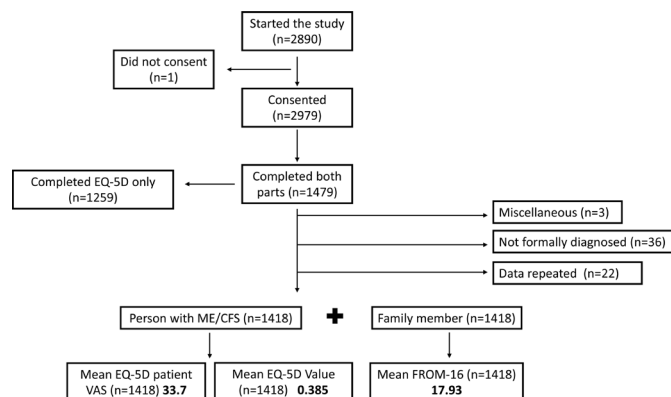 Started the study
(n=2890)
Did not consent
(n=1)
Consented
(n=2979)
Completed EQ-5D only
(n=1259)
Completed both
parts (n=1479)
Miscellaneous (n=3)
Not formally diagnosed (n=36)
Data repeated (n=22)
Person with ME/CFS (n=1418)
Family member (n=1418)
Mean EQ-5D patient
VAS (n=1418) 33.7
Mean EQ-5D Value
(n=1418) 0.385
Mean FROM-16 (n=1418)
17.93